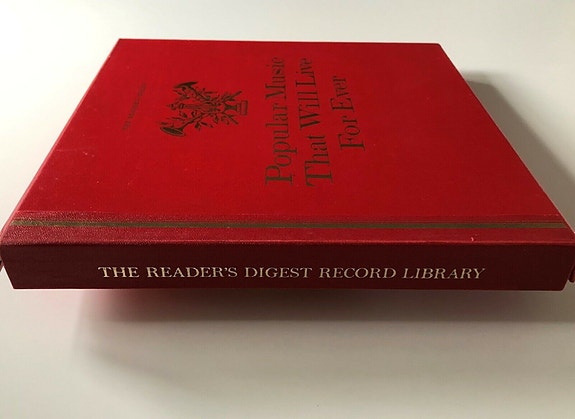 Popular Music
That Will Live
For Ever
THE READER'S DIGEST RECORD LIBRARY